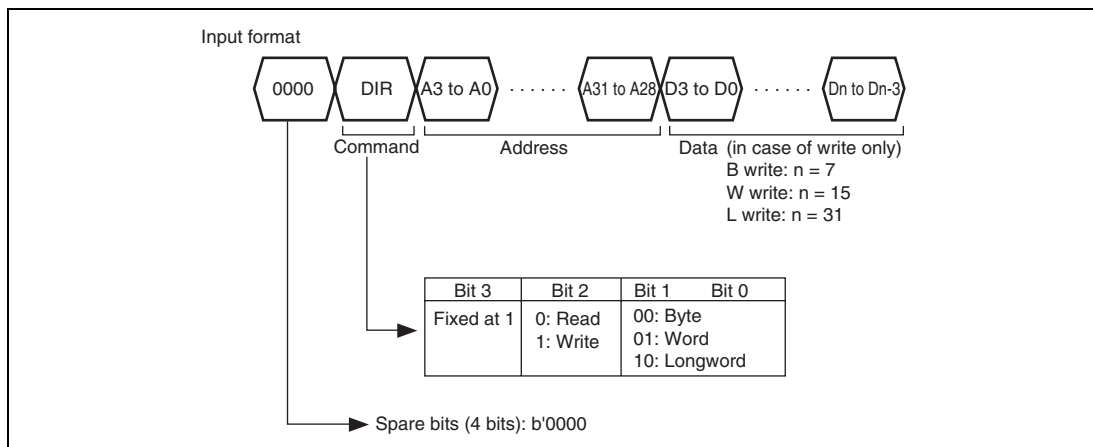 Input format
0000 DIR A3 to A0 ...... A31 to A28 D3 to D0 ...... Dn to Dn-3
Command Address Data (in case of write only)
B write: n = 7
W write: n = 15
L write: n = 31
Bit 3 Bit 2 Bit 1 Bit 0
Fixed at 1 0: Read 00: Byte
1: Write 01: Word
10: Longword
Spare bits (4 bits): b'0000